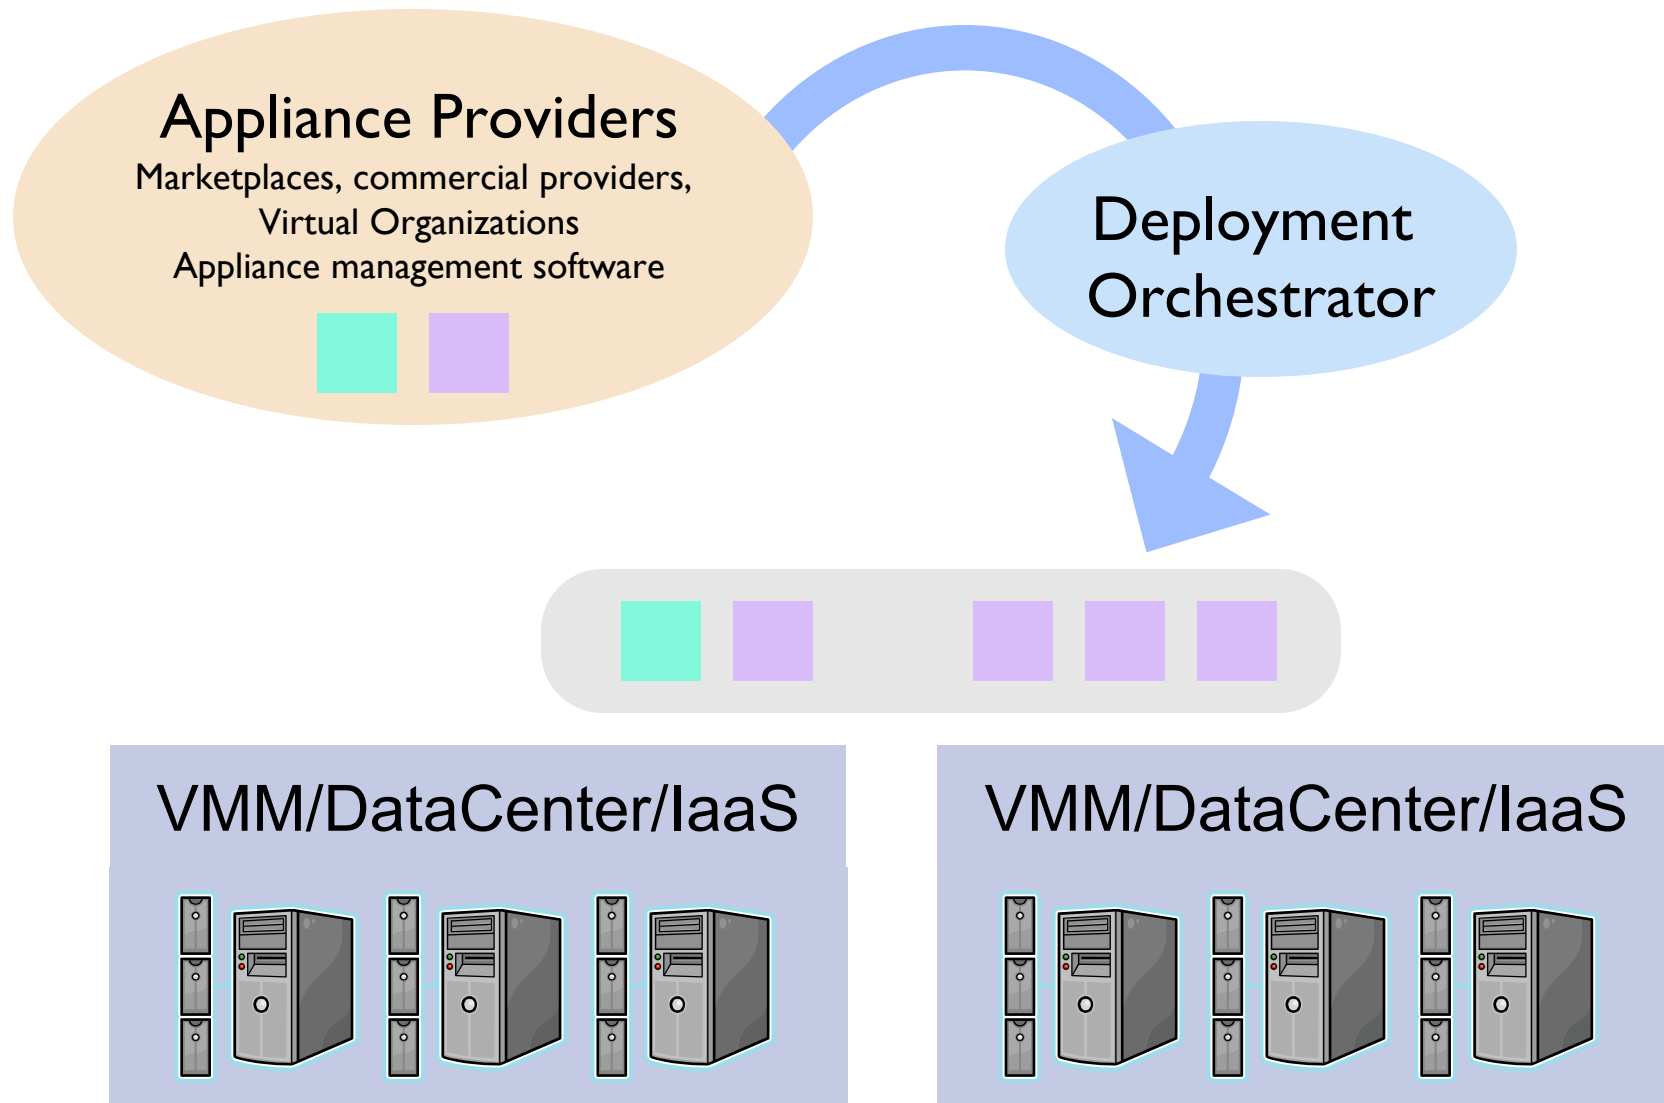 Appliance Providers
Marketplaces, commercial providers,
Virtual Organizations
Appliance management software
Deployment
Orchestrator
VMM/DataCenter/IaaS
VMM/DataCenter/IaaS